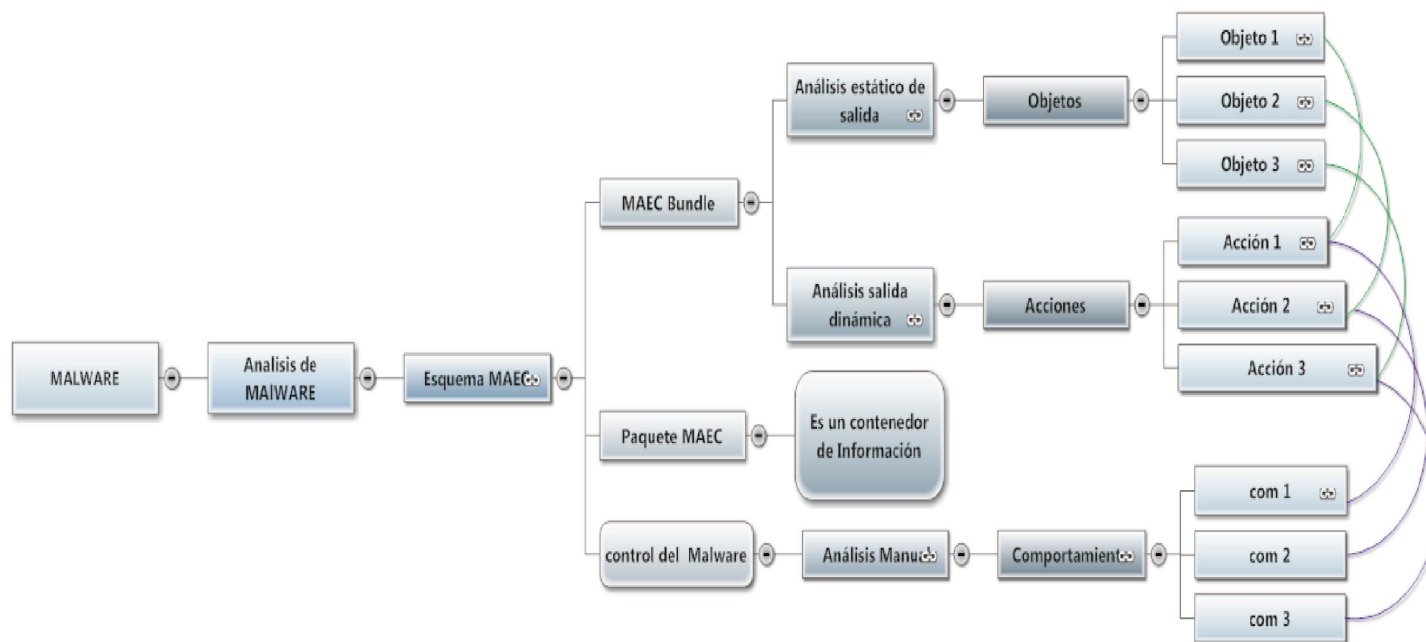 MALWARE
Analisis de
MAlWARE
Esquema MAEC
MAEC Bundle
Análisis estático de
salida
Objetos
Objeto 1
Objeto 2
Objeto 3
Análisis salida
dinámica
Acciones
Acción 1
Acción 2
Acción 3
Paquete MAEC
Es un contenedor
de Información
control del Malware
Análisis Manual
Comportamient
com 1
com 2
com 3